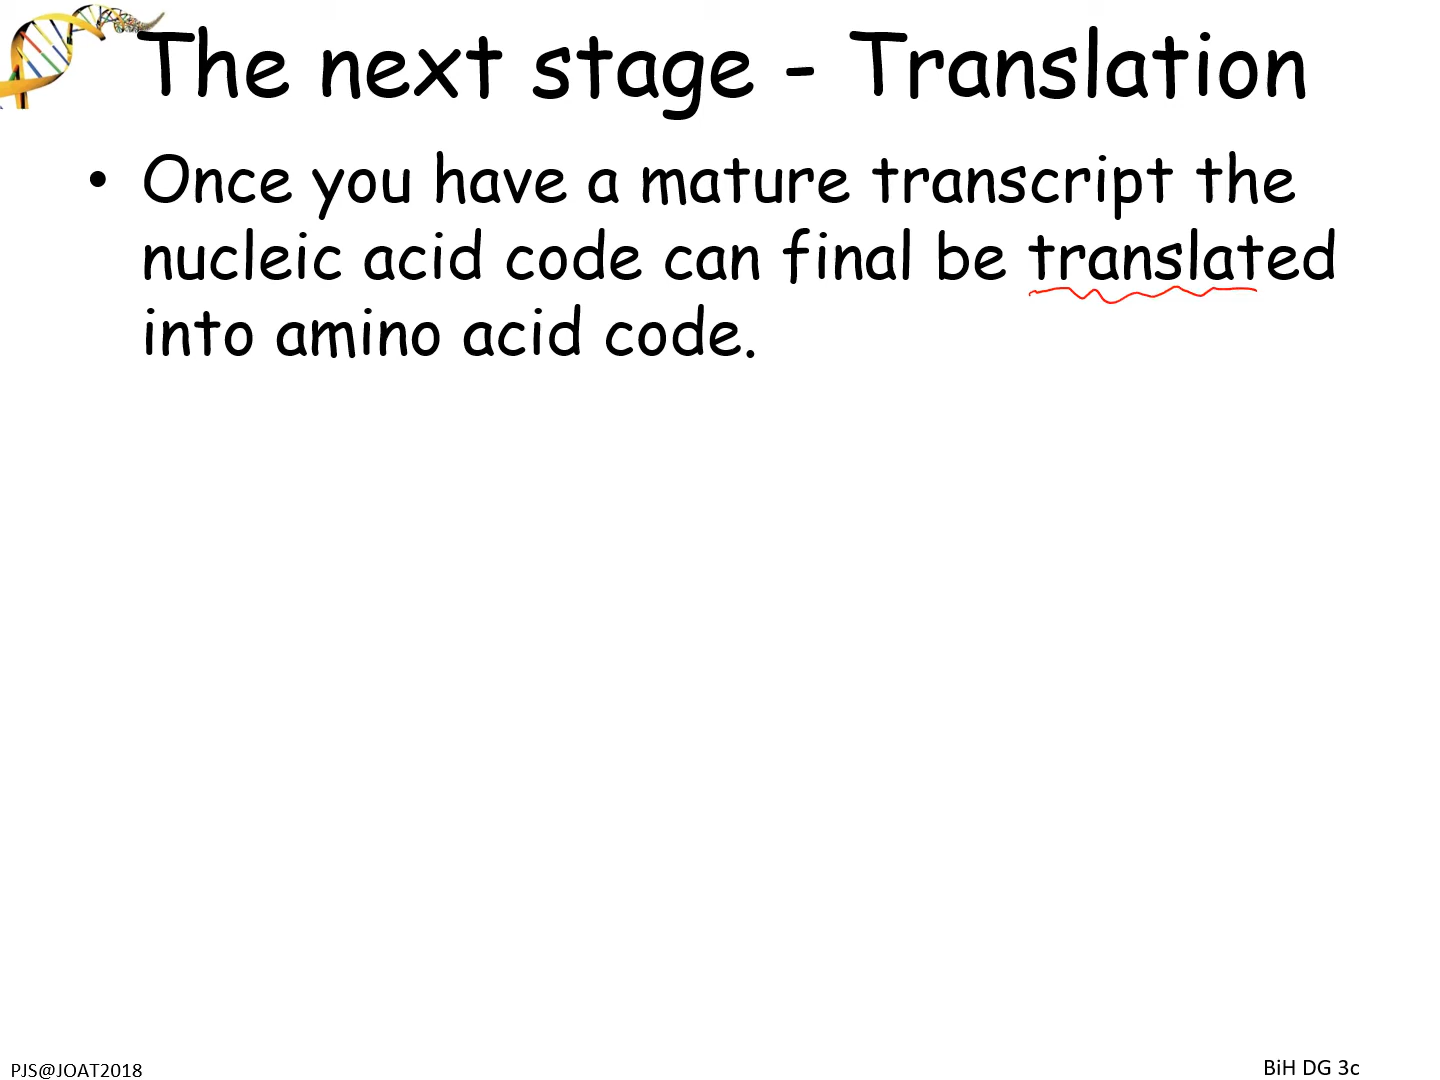 The next stage - Translation
• Once you have a mature transcript the
nucleic acid code can final be translated
into amino acid code.
PJS@JOAT2018
BiH DG 3c